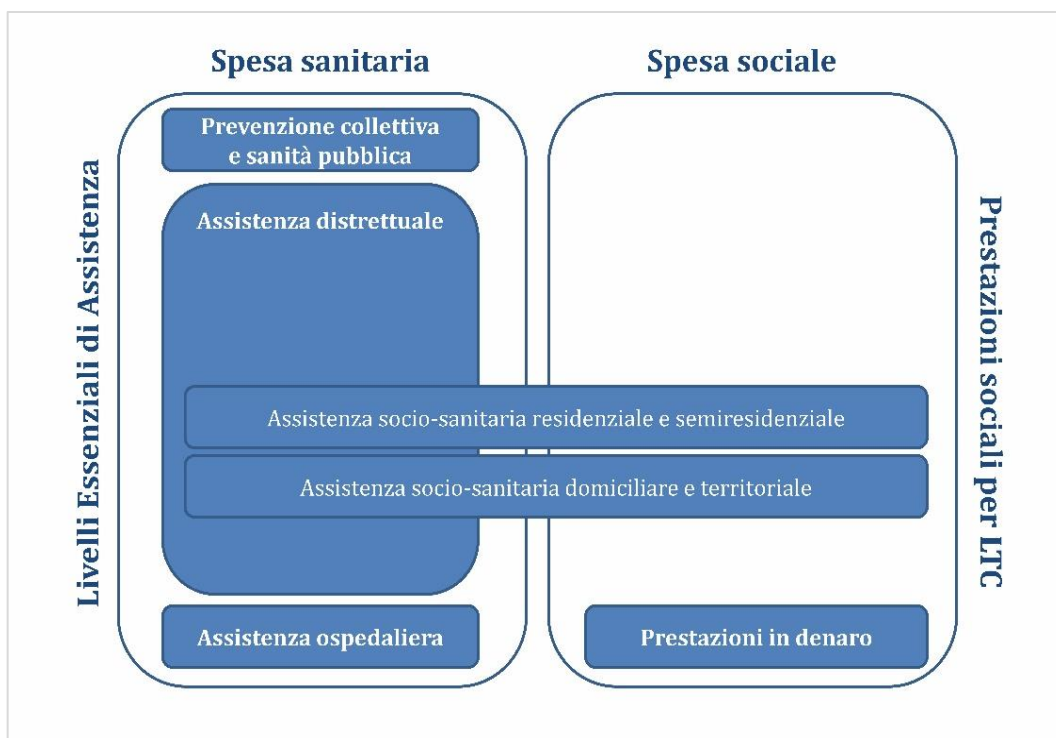 Spesa sanitaria
Spesa sociale
Livelli Essenziali di Assistenza
Prevenzione collettiva
e sanità pubblica
Assistenza distrettuale
Assistenza socio-sanitaria residenziale e semiresidenziale
Assistenza socio-sanitaria domiciliare e territoriale
Assistenza ospedaliera
Prestazioni in denaro
Prestazioni sociali per LTC